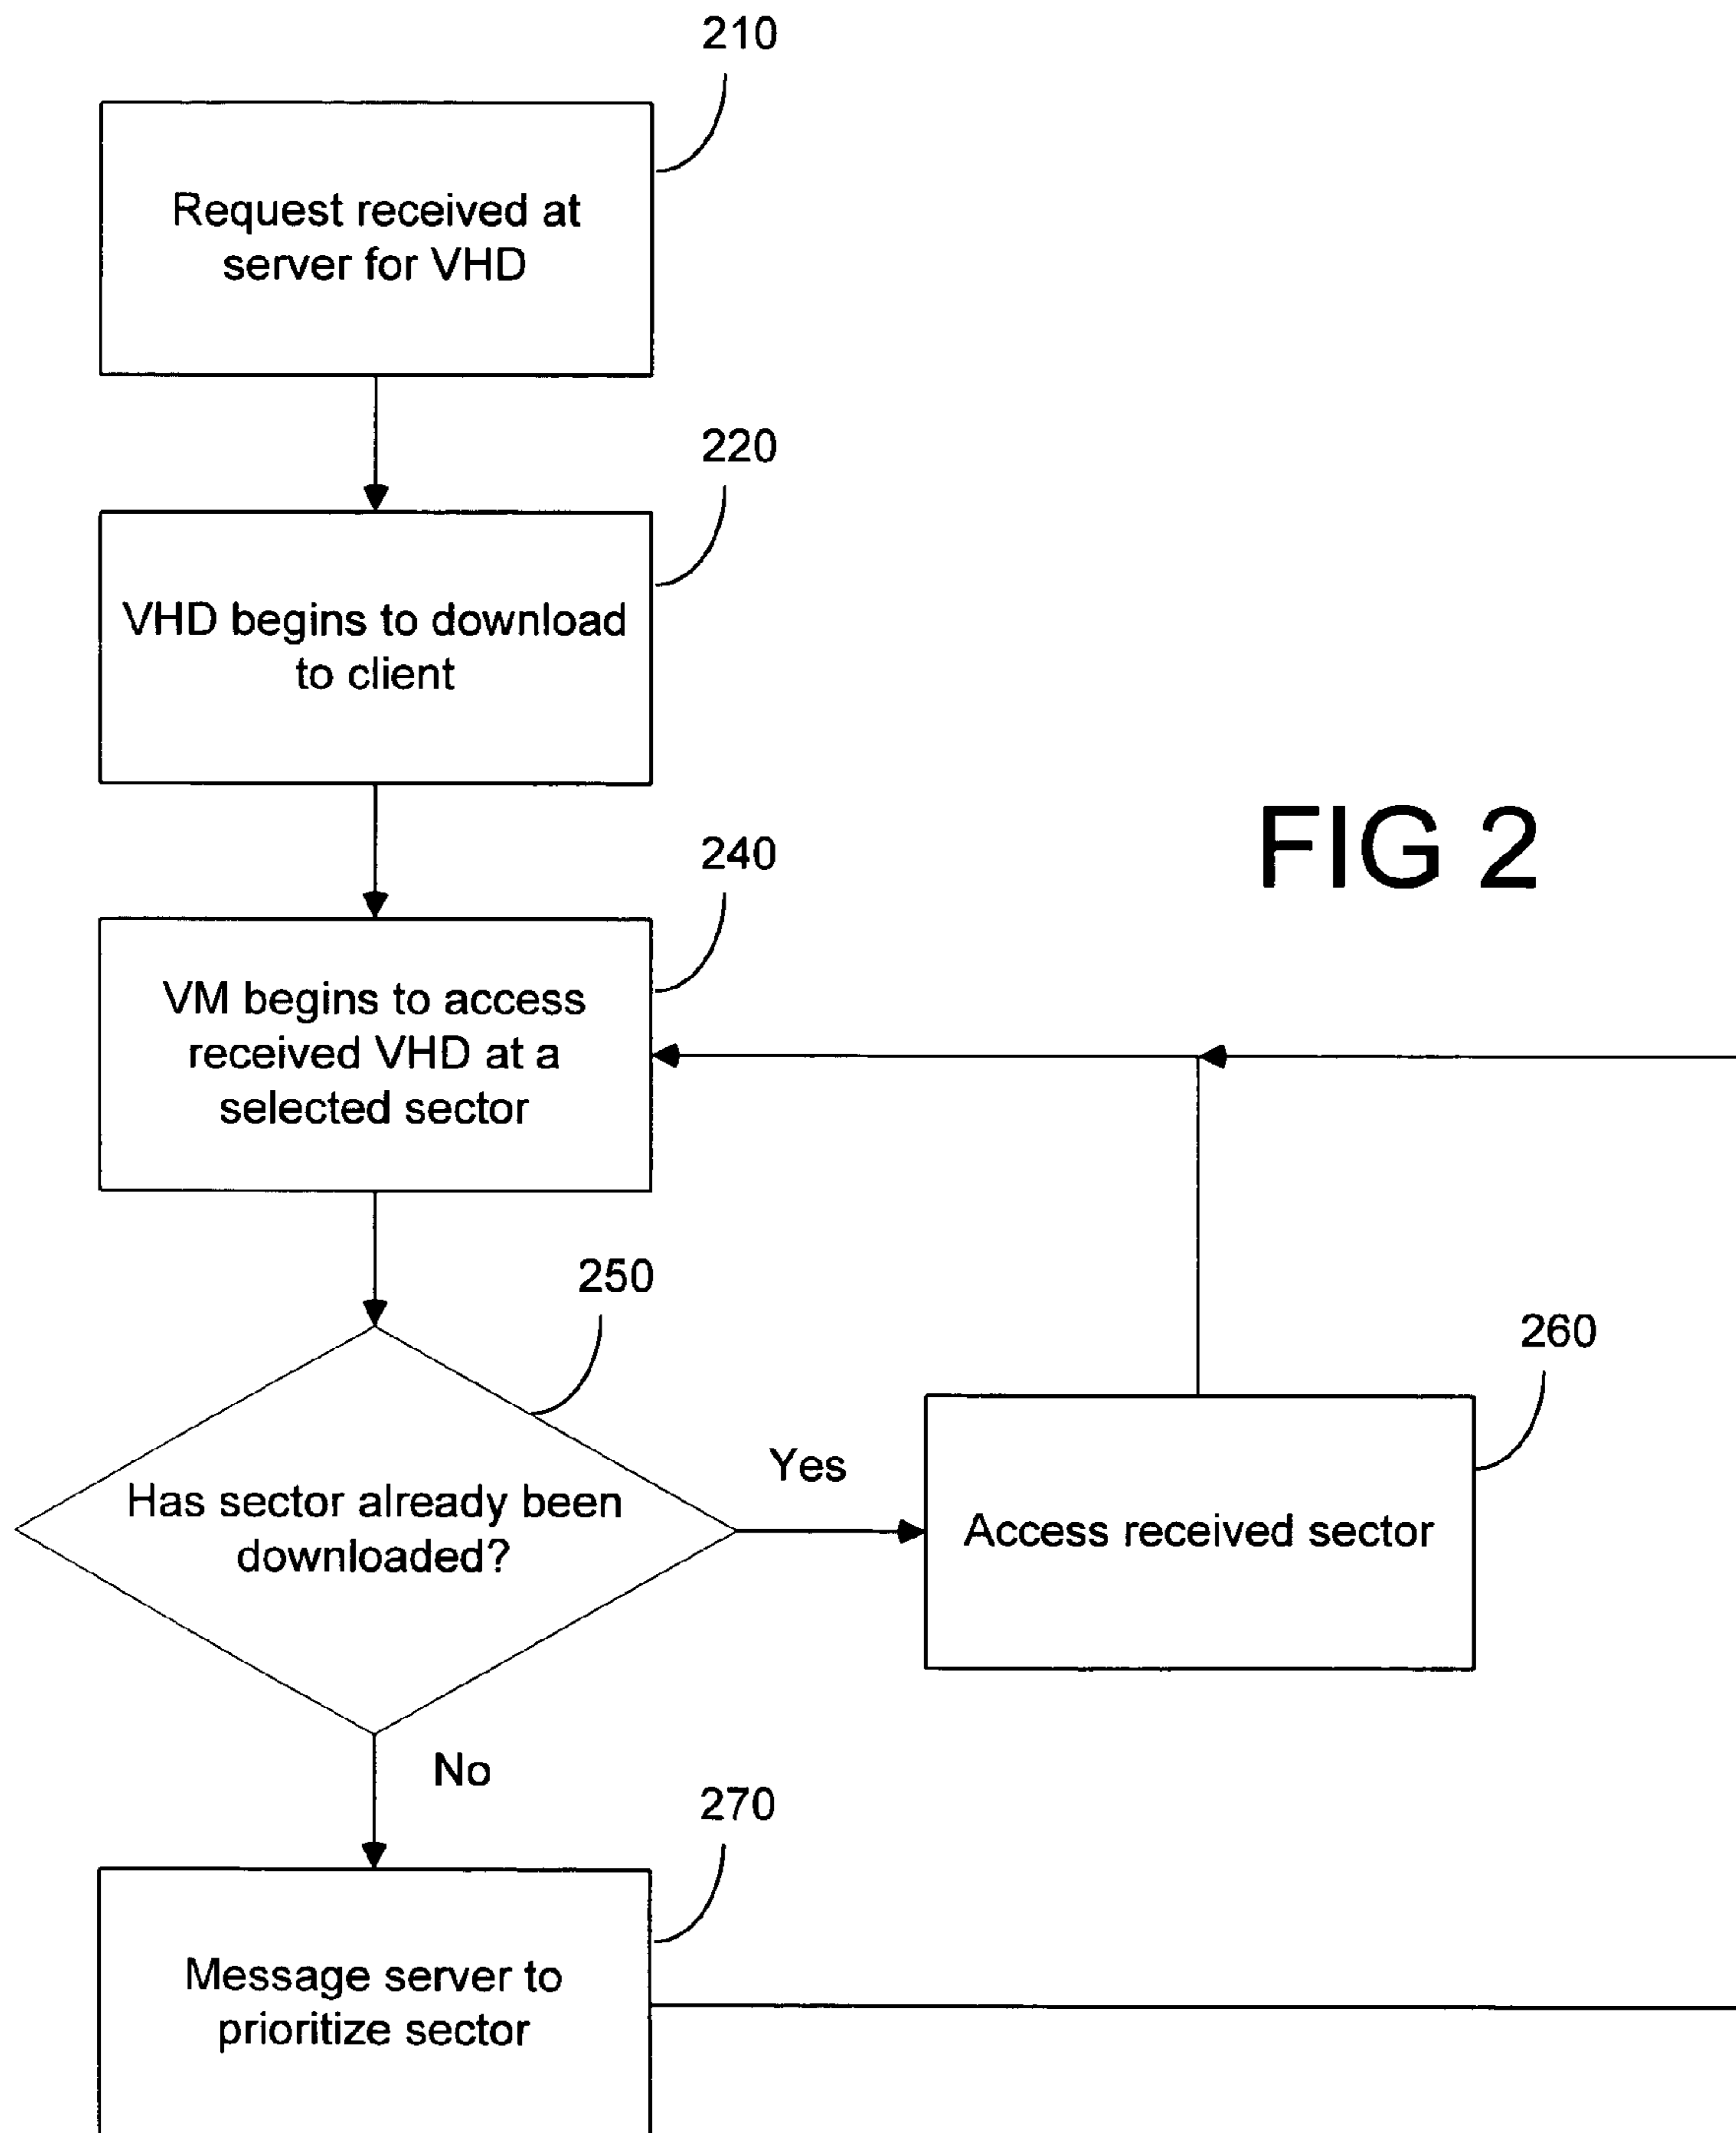 210
Request received at
server for VHD
220
VHD begins to download
to client
FIG 2
240
VM begins to access
received VHD at a
selected sector
250
Has sector already been
downloaded?
Yes
260
Access received sector
No
270
Message server to
prioritize sector